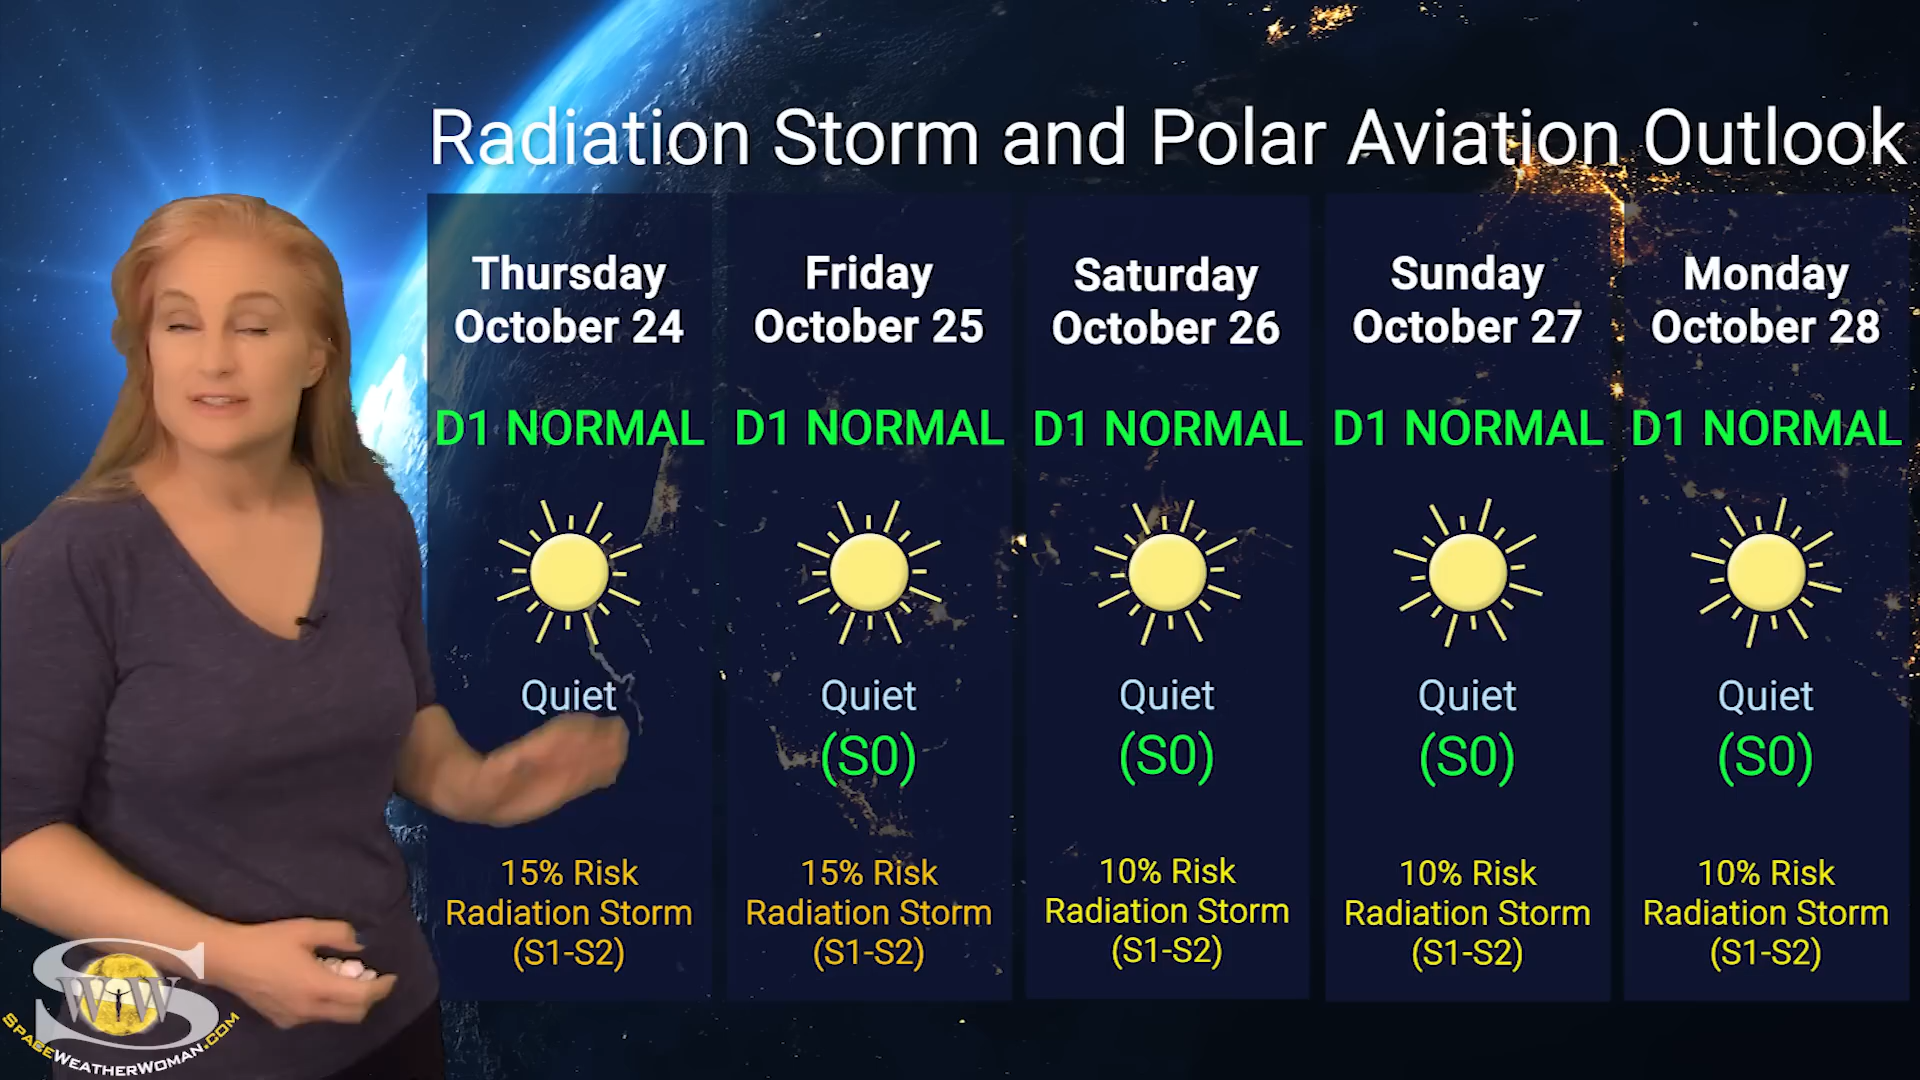 Radiation Storm and Polar Aviation Outlook
Thursday
October 24
D1 NORMAL
Quiet
15% Risk
Radiation Storm
(S1-S2)
Friday
October 25
D1 NORMAL
Quiet
(S0)
15% Risk
Radiation Storm
(S1-S2)
Saturday
October 26
D1 NORMAL
Quiet
(S0)
10% Risk
Radiation Storm
(S1-S2)
Sunday
October 27
D1 NORMAL
Quiet
(S0)
10% Risk
Radiation Storm
(S1-S2)
Monday
October 28
D1 NORMAL
Quiet
(S0)
10% Risk
Radiation Storm
(S1-S2)
SWW
SPACEWEATHERWOMAN.COM